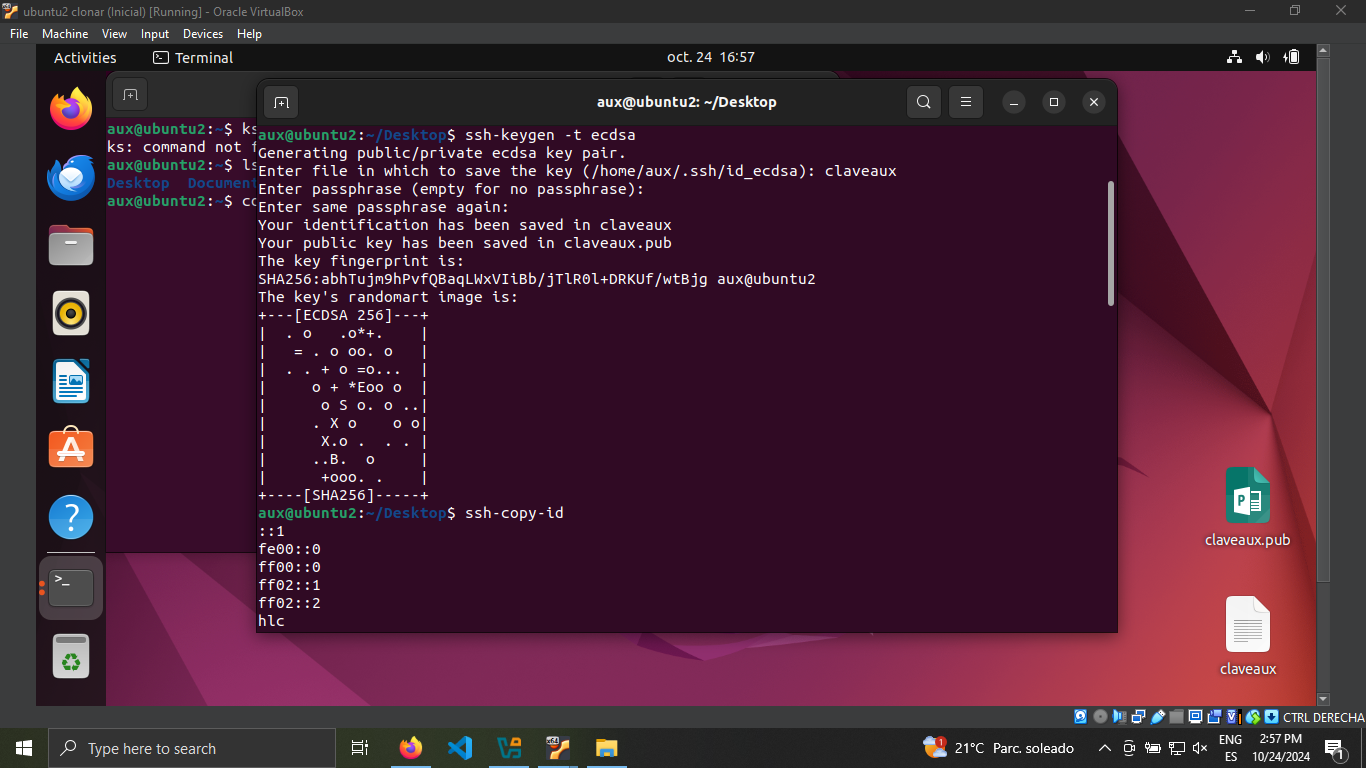 ubuntu2 clonar (Inicial) [Running] - Oracle VirtualBox
File Machine View Input Devices Help
Activities Terminal oct. 24 16:57
aux@ubuntu2: ~/Desktop
aux@ubuntu2:~$ ks
ks: command not f
aux@ubuntu2:~$ ls
Desktop Document
aux@ubuntu2:~$ co
aux@ubuntu2:~/Desktop$ ssh-keygen -t ecdsa
Generating public/private ecdsa key pair.
Enter file in which to save the key (/home/aux/.ssh/id_ecdsa): claveaux
Enter passphrase (empty for no passphrase):
Enter same passphrase again:
Your identification has been saved in claveaux
Your public key has been saved in claveaux.pub
The key fingerprint is:
SHA256:abhTujm9hPvfQBaqLWxVIiBb/jTlR0l+DRKUf/wtBjg aux@ubuntu2
The key's randomart image is:
+---[ECDSA 256]---+
|  . o   .o*+.    |
|   = . o oo. o   |
|  . . + o =o...  |
|     o + *Eoo o  |
|      o S o. o ..|
|     . X o    o o|
|      X.o .  . . |
|     ..B.  o     |
|      +ooo. .    |
+----[SHA256]-----+
aux@ubuntu2:~/Desktop$ ssh-copy-id
::1
fe00::0
ff00::0
ff02::1
ff02::2
hlc
claveaux.pub
claveaux
CTRL DERECHA
Type here to search
x64
1
21°C Parc. soleado
ENG
ES
2:57 PM
10/24/2024
1